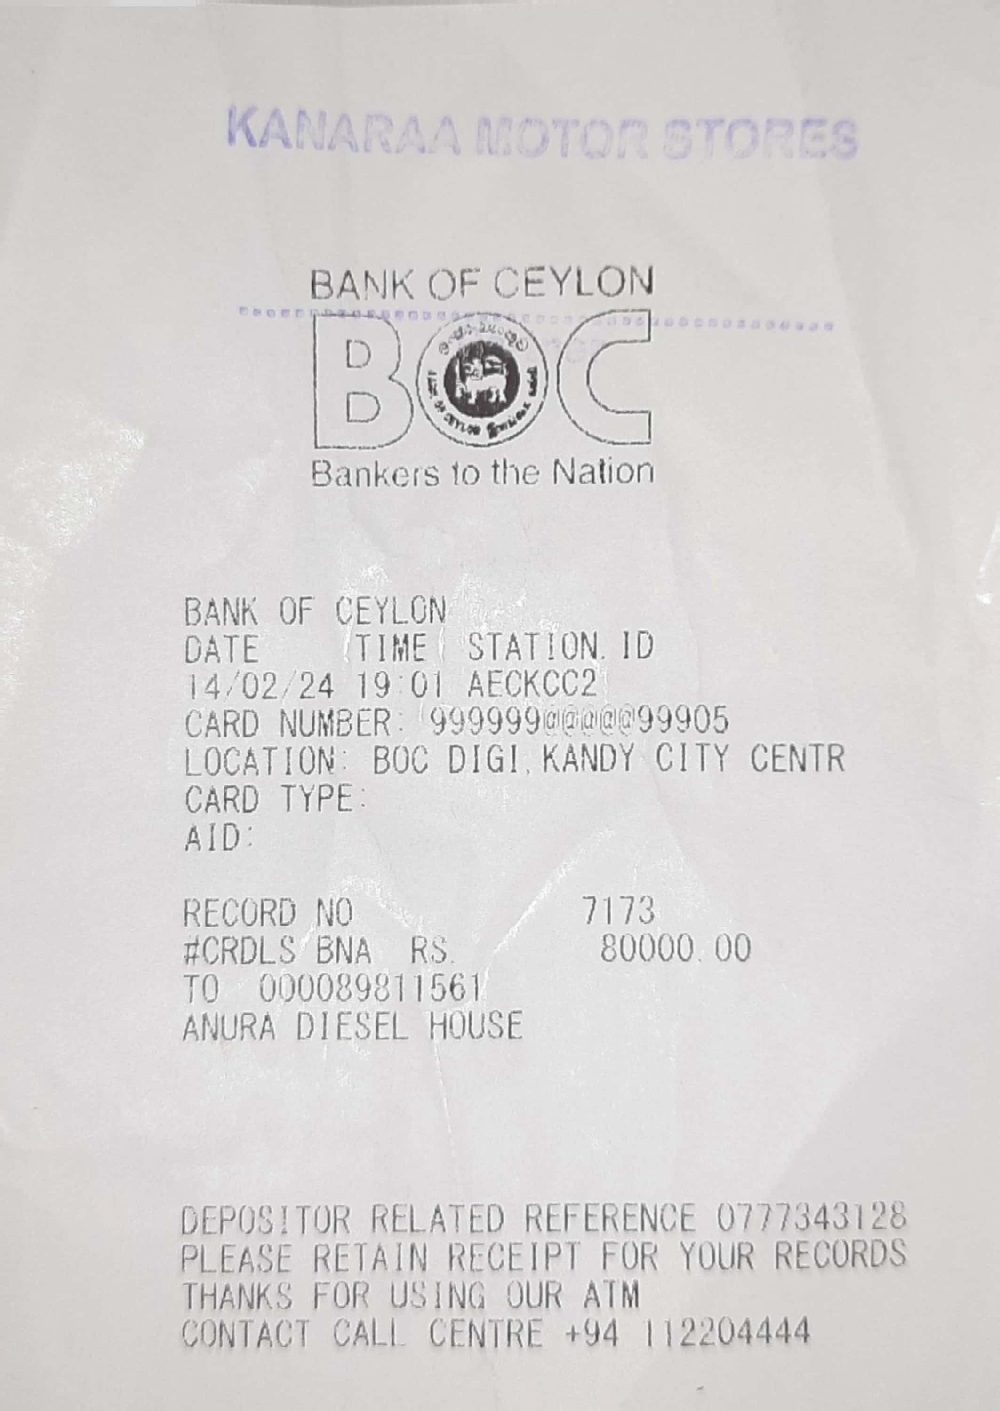 KANARAA MOTOR STORES
BANK OF CEYLON
BOC
Bankers to the Nation
BANK OF CEYLON
DATE TIME STATION. ID
14/02/24 19:01 AECKCC2
CARD NUMBER: 999999@@@@@99905
LOCATION: BOC DIGI, KANDY CITY CENTR
CARD TYPE:
AID:
RECORD NO 7173
#CRDLS BNA RS. 80000.00
TO 000089811561
ANURA DIESEL HOUSE
DEPOSITOR RELATED REFERENCE 0777343128
PLEASE RETAIN RECEIPT FOR YOUR RECORDS
THANKS FOR USING OUR ATM
CONTACT CALL CENTRE +94 112204444